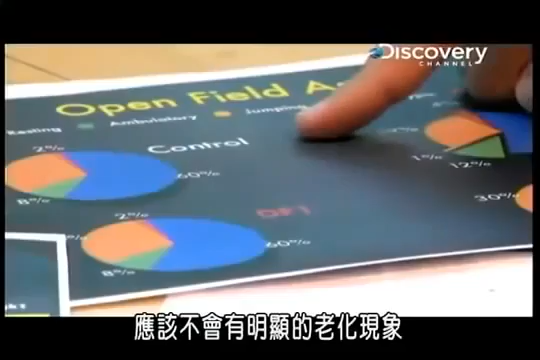 Discovery
CHANNEL
Open Field
Resting Ambulatory Jumping
Control
2%
60%
8%
1%
12%
30%
DF1
2%
60%
8%
應該不會有明顯的老化現象